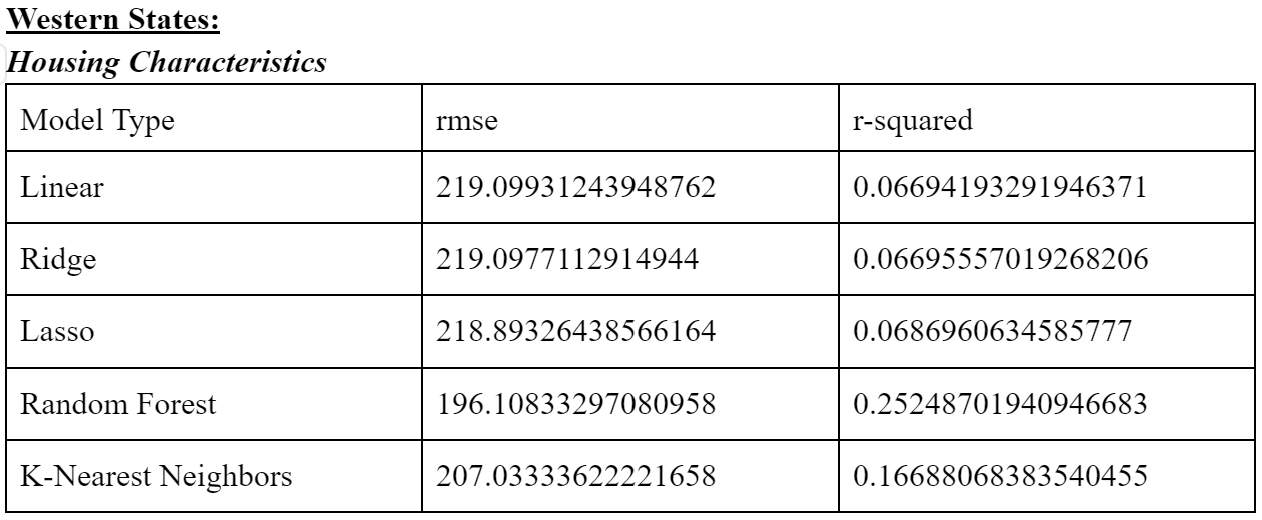 Western States:
Housing Characteristics
Model Type rmse r-squared
Linear 219.09931243948762 0.06694193291946371
Ridge 219.0977112914944 0.06695557019268206
Lasso 218.89326438566164 0.0686960634585777
Random Forest 196.10833297080958 0.25248701940946683
K-Nearest Neighbors 207.03333622221658 0.16688068383540455